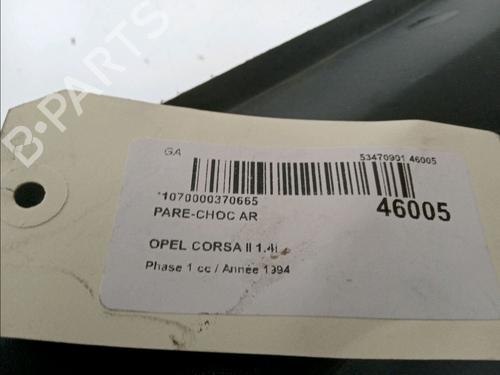 B-PARTS
GA
53470901 46005
*1070000370665
46005
PARE-CHOC AR
OPEL CORSA II 1.4i
Phase 1 cc / Année 1994